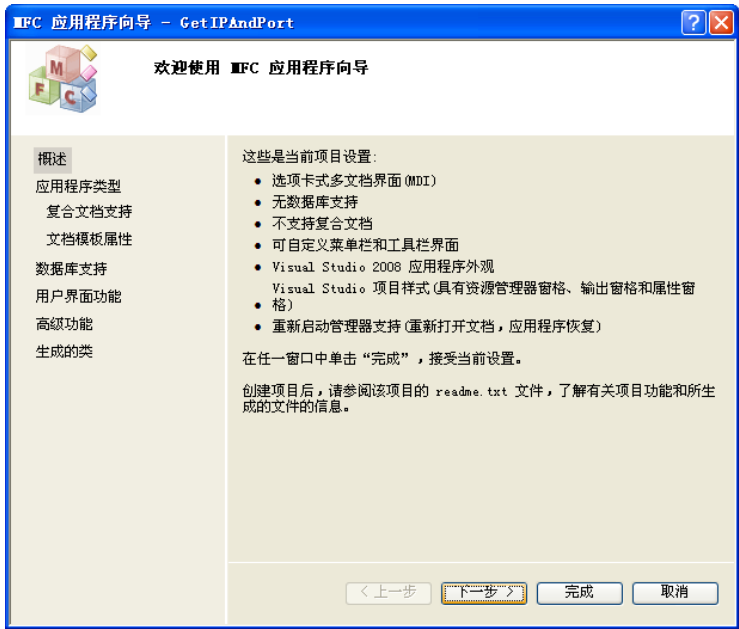 MFC 应用程序向导 - GetIPAndPort
M
F
C
欢迎使用 MFC 应用程序向导
概述
应用程序类型
复合文档支持
文档模板属性
数据库支持
用户界面功能
高级功能
生成的类
这些是当前项目设置:
• 选项卡式多文档界面(MDI)
• 无数据库支持
• 不支持复合文档
• 可自定义菜单栏和工具栏界面
• Visual Studio 2008 应用程序外观
Visual Studio 项目样式(具有资源管理器窗格、输出窗格和属性窗
• 格)
• 重新启动管理器支持(重新打开文档，应用程序恢复)
在任一窗口中单击“完成”，接受当前设置。
创建项目后，请参阅该项目的 readme.txt 文件，了解有关项目功能和所生
成的文件的信息。
< 上一步
下一步 >
完成
取消